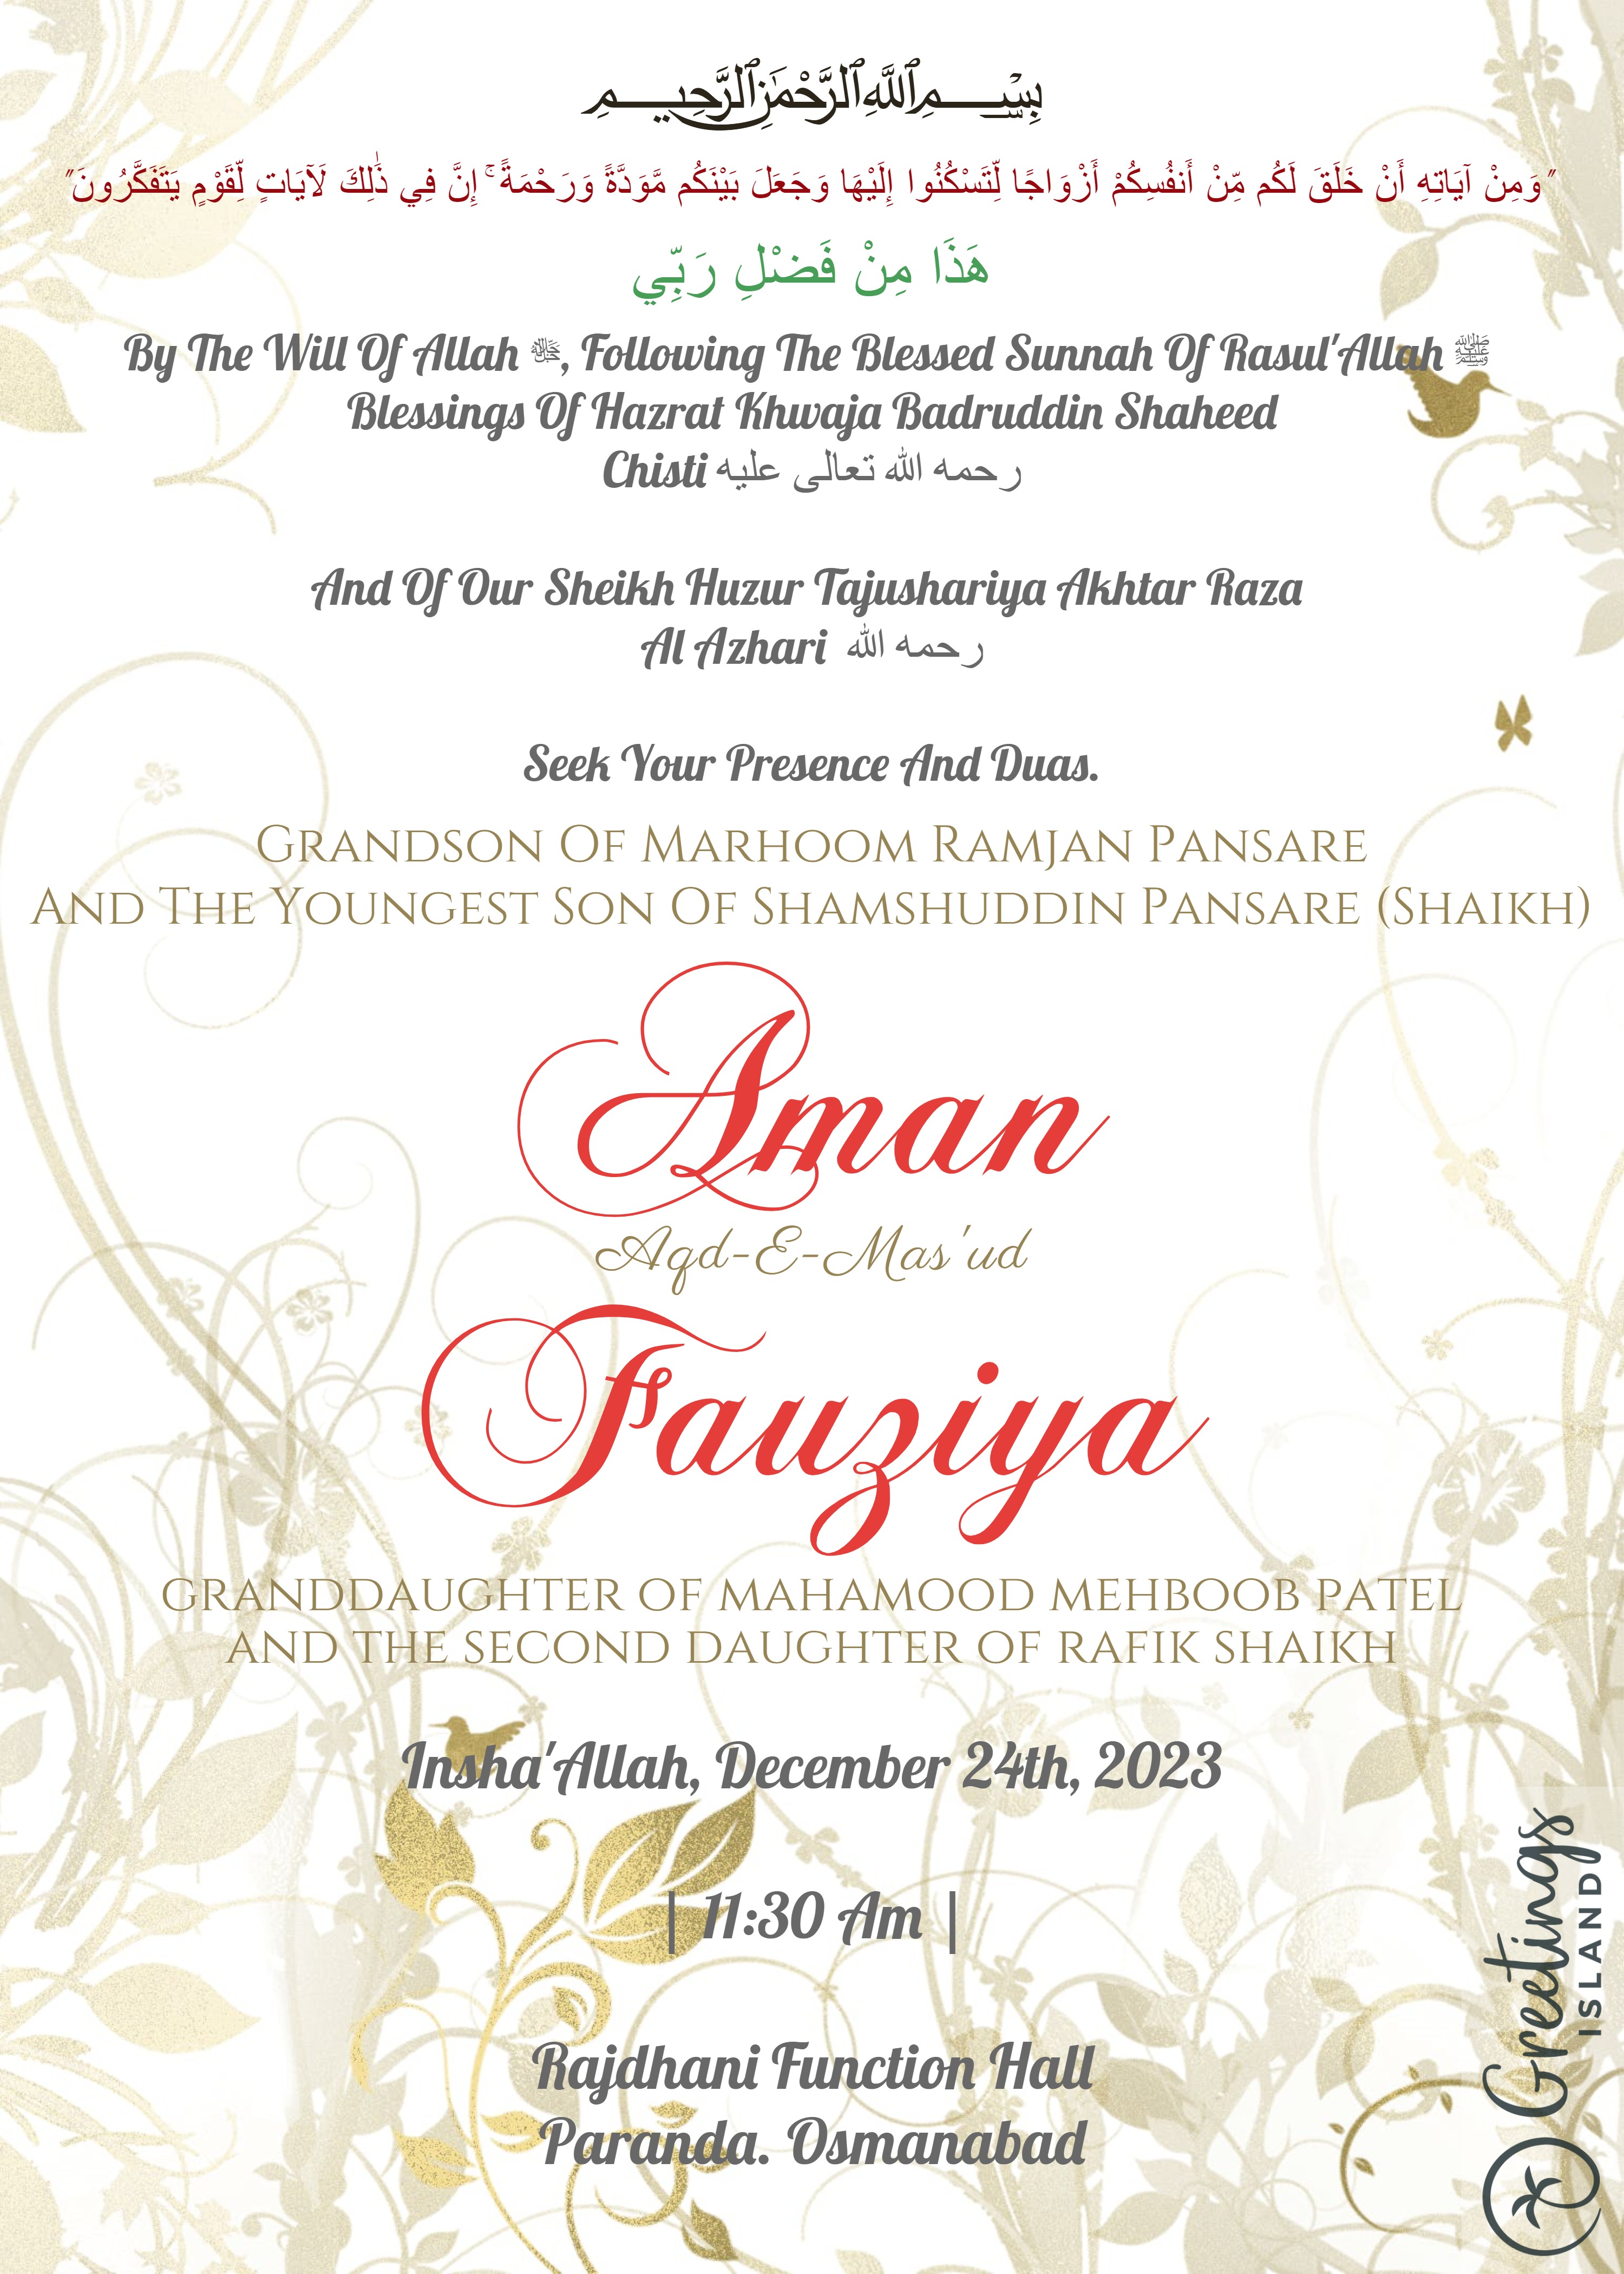 بِسْمِ ٱللَّهِ ٱلرَّحْمَٰنِ ٱلرَّحِيمِ
"وَمِنْ آيَاتِهِ أَنْ خَلَقَ لَكُم مِّنْ أَنفُسِكُمْ أَزْوَاجًا لِّتَسْكُنُوا إِلَيْهَا وَجَعَلَ بَيْنَكُم مَّوَدَّةً وَرَحْمَةً ۚ إِنَّ فِي ذَٰلِكَ لَآيَاتٍ لِّقَوْمٍ يَتَفَكَّرُونَ"
هَذَا مِنْ فَضْلِ رَبِّي
By The Will Of Allah ﷻ, Following The Blessed Sunnah Of Rasul'Allah ﷺ
Blessings Of Hazrat Khwaja Badruddin Shaheed
Chisti رحمه الله تعالى عليه
And Of Our Sheikh Huzur Tajushariya Akhtar Raza
Al Azhari رحمه الله
Seek Your Presence And Duas.
Grandson Of Marhoom Ramjan Pansare
And The Youngest Son Of Shamshuddin Pansare (Shaikh)
Aman
Aqd-E-Mas'ud
Fauziya
GRANDDAUGHTER OF MAHAMOOD MEHBOOB PATEL
AND THE SECOND DAUGHTER OF RAFIK SHAIKH
Insha'Allah, December 24th, 2023
| 11:30 Am |
Rajdhani Function Hall
Paranda. Osmanabad
Greetings
ISLAND